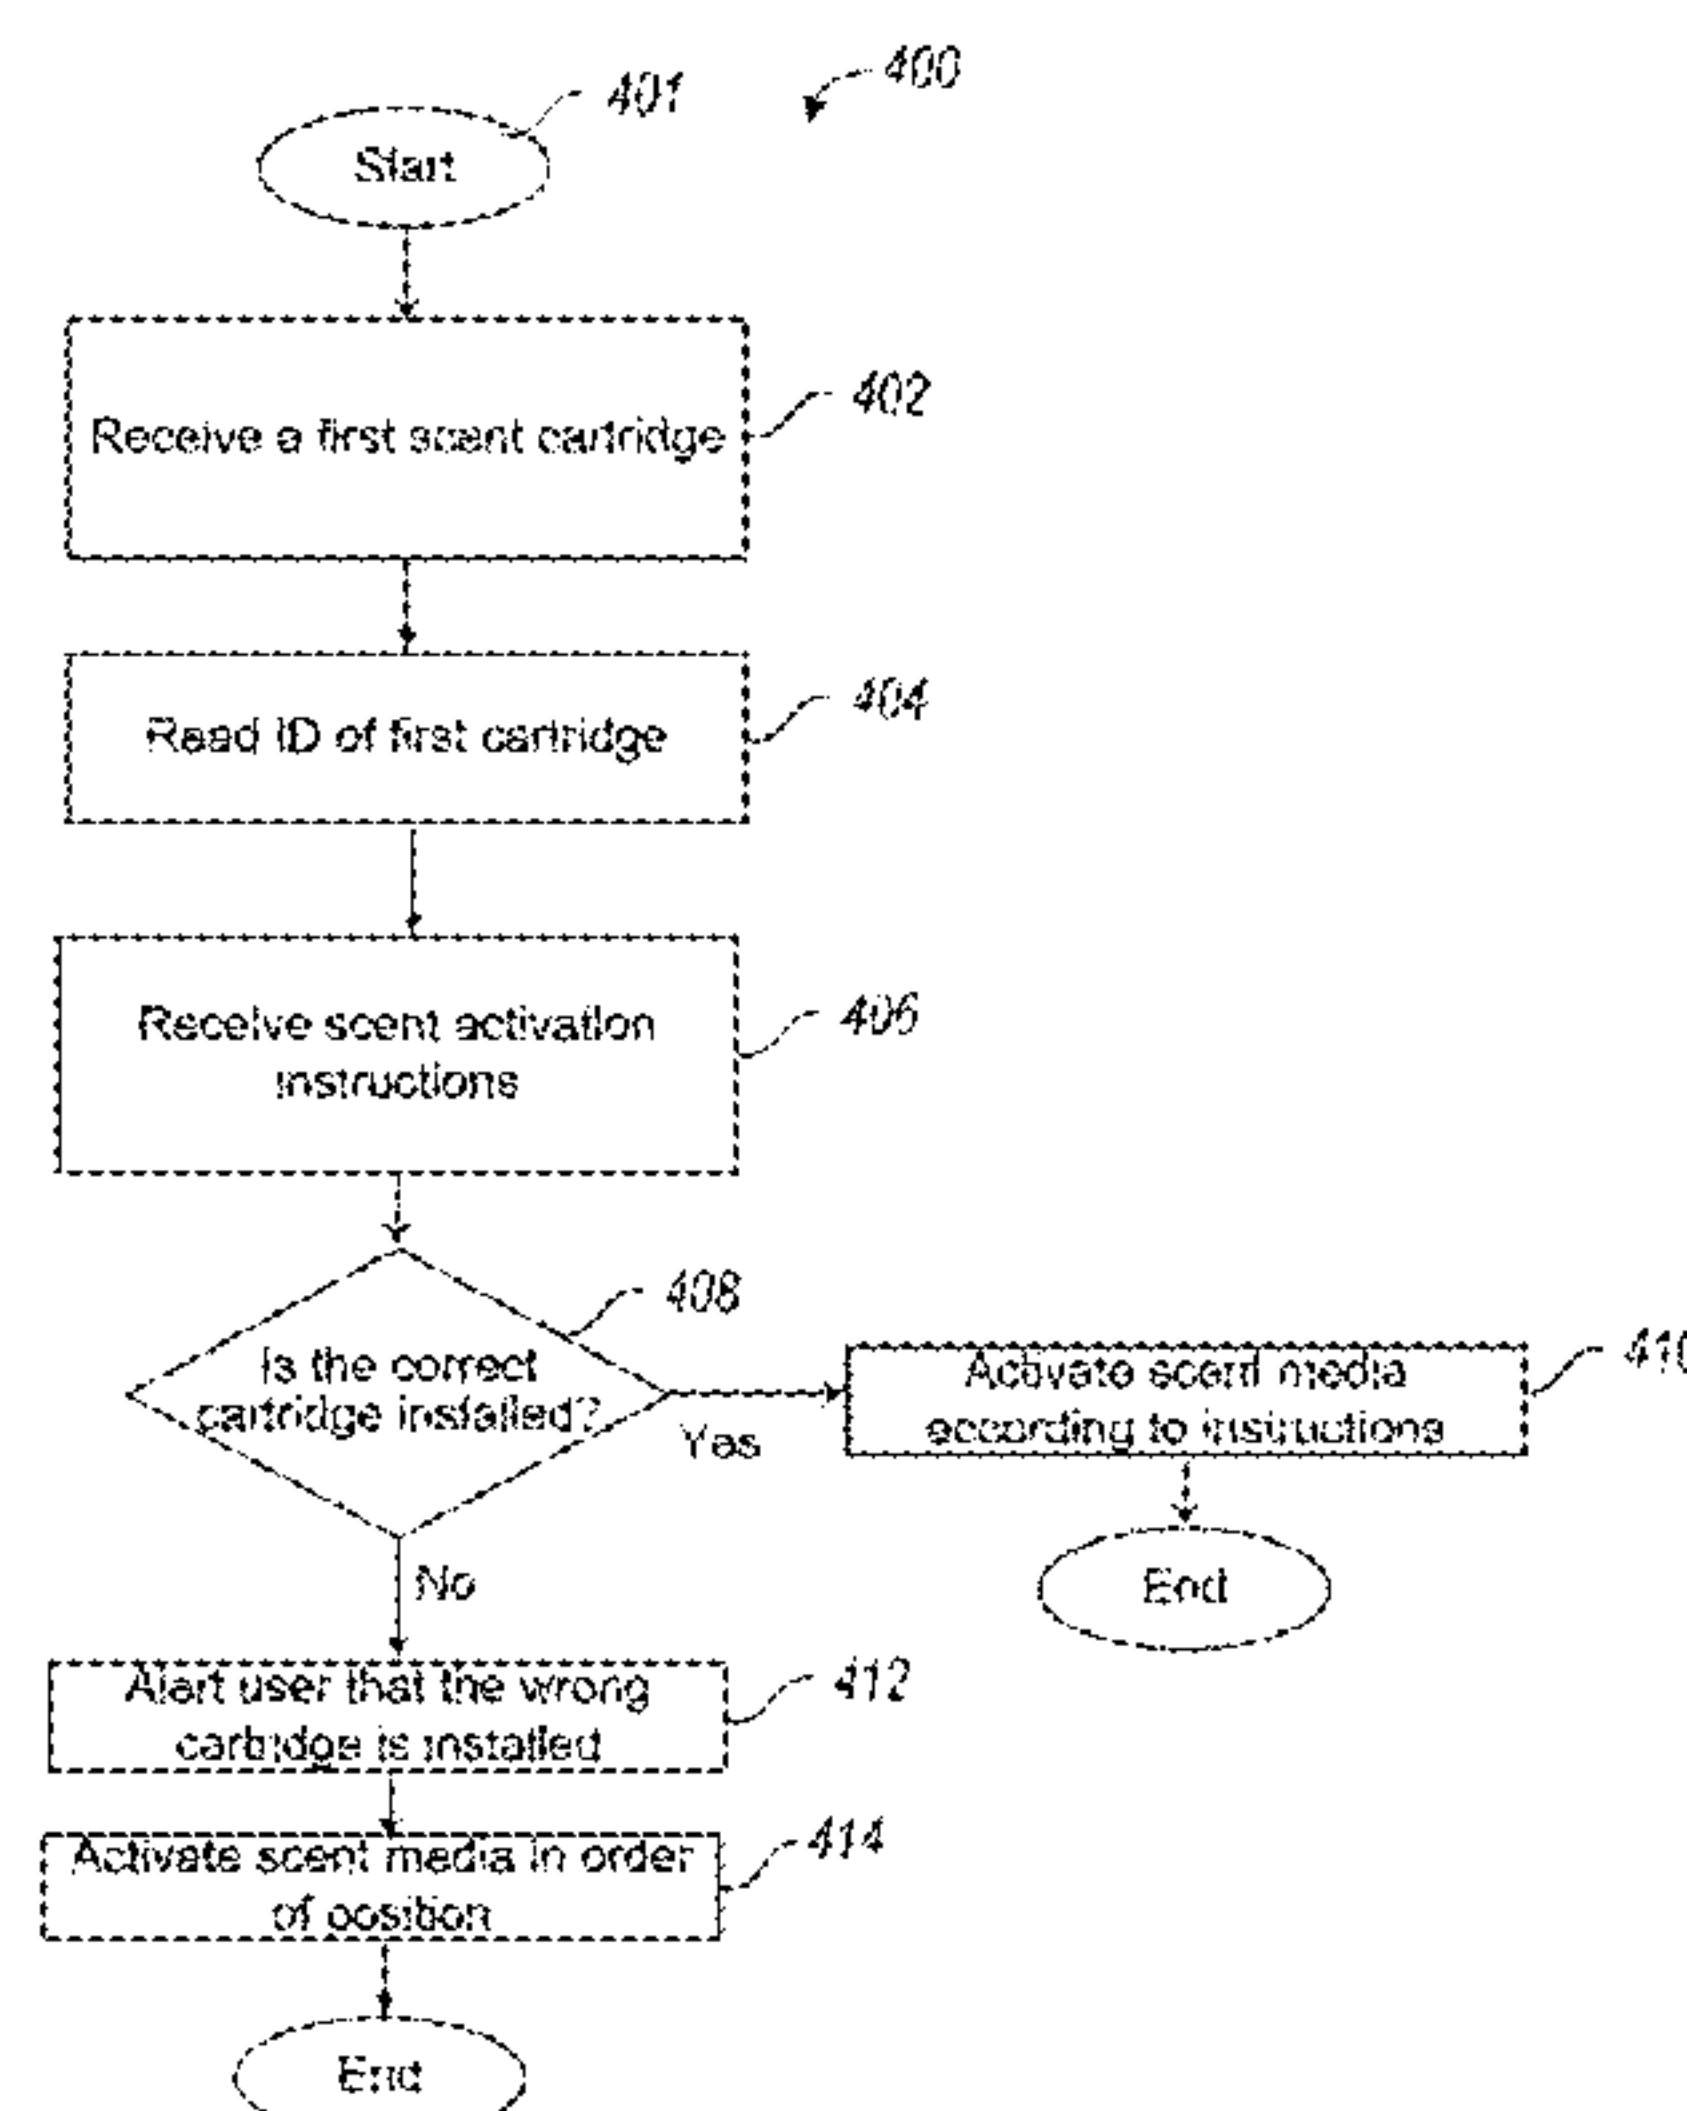 400
401
Start
Receive a first scent cartridge
402
Read ID of first cartridge
404
Receive scent activation
instructions
406
408
Is the correct
cartridge installed?
Yes
Activate scent media
according to instructions
410
End
No
Alert user that the wrong
cartridge is installed
412
Activate scent media in order
of position
414
End